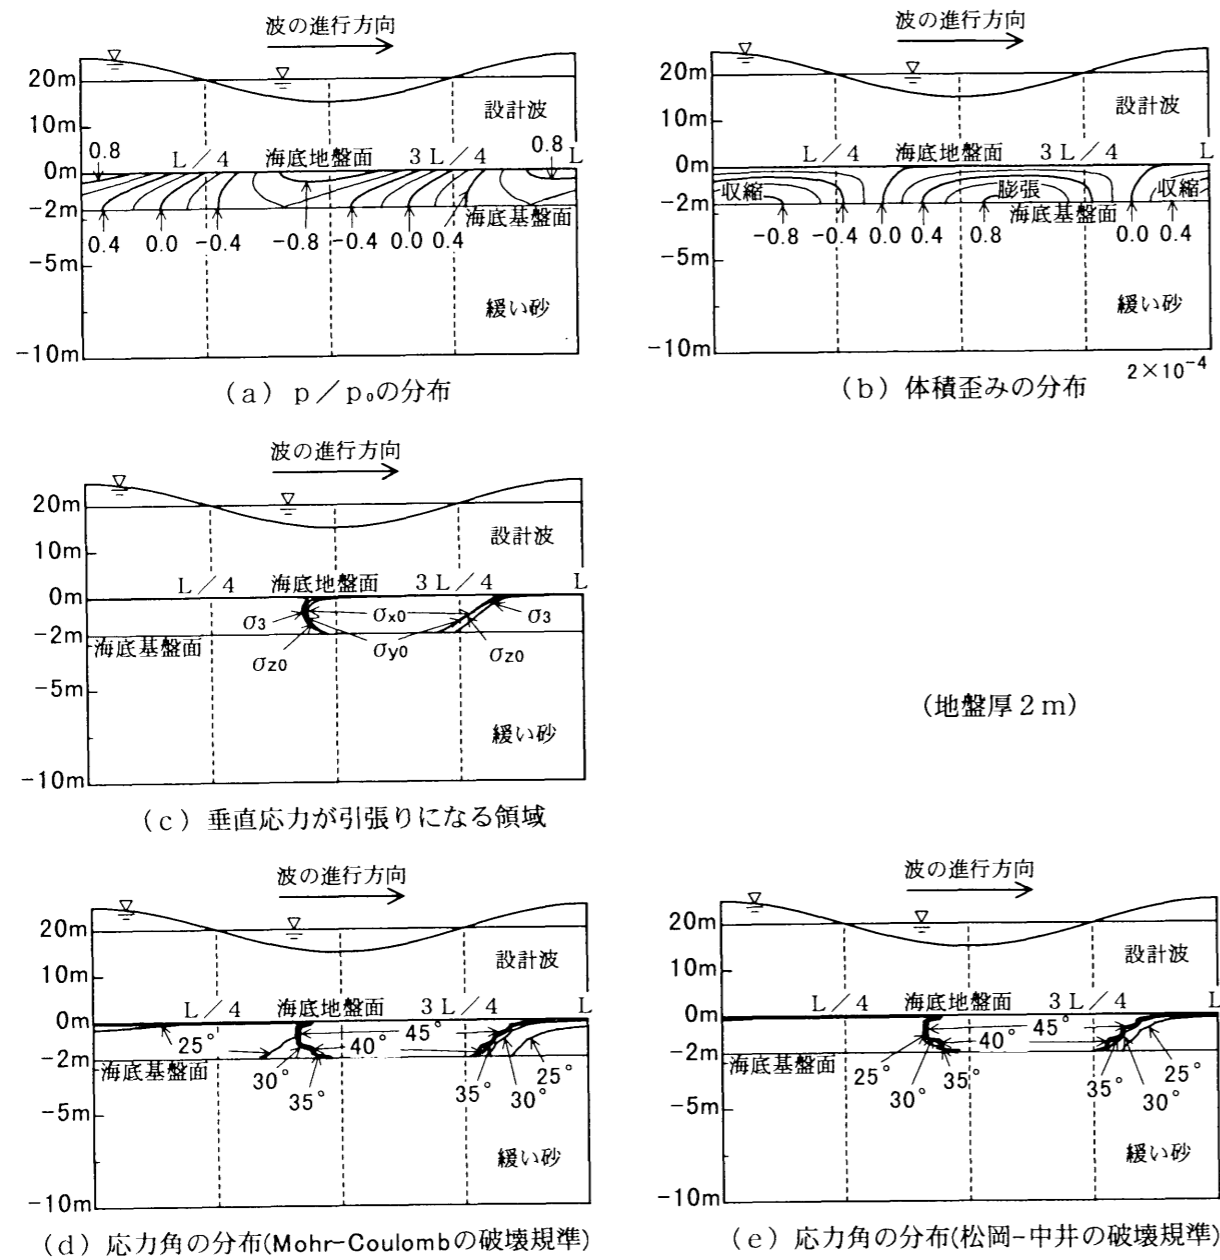 波の進行方向
20m
設計波
10m
0.8
L／4
海底地盤面
3L／4
0.8
L
0m
-2m
海底基盤面
0.4 0.0 -0.4 -0.8 -0.4 0.0 0.4
-5m
緩い砂
-10m
(a) p／p₀の分布
波の進行方向
20m
設計波
10m
L／4
海底地盤面
3L／4
L
0m
収縮
膨張
収縮
-2m
海底基盤面
-0.8 -0.4 0.0 0.4 0.8 0.0 0.4
-5m
緩い砂
-10m
2×10⁻⁴
(b) 体積歪みの分布
波の進行方向
20m
設計波
10m
L／4
海底地盤面
3L／4
L
0m
σ3
σx0
σ3
-2m
海底基盤面
σz0
σy0
σz0
-5m
緩い砂
-10m
(c) 垂直応力が引張りになる領域
(地盤厚2m)
波の進行方向
20m
設計波
10m
L／4
海底地盤面
3L／4
L
0m
25°
45°
40°
-2m
海底基盤面
30°
35°
35°
30°
25°
-5m
緩い砂
-10m
(d) 応力角の分布(Mohr-Coulombの破壊規準)
波の進行方向
20m
設計波
10m
L／4
海底地盤面
3L／4
L
0m
45°
40°
-2m
海底基盤面
25°
30°
35°
35°
30°
25°
-5m
緩い砂
-10m
(e) 応力角の分布(松岡-中井の破壊規準)